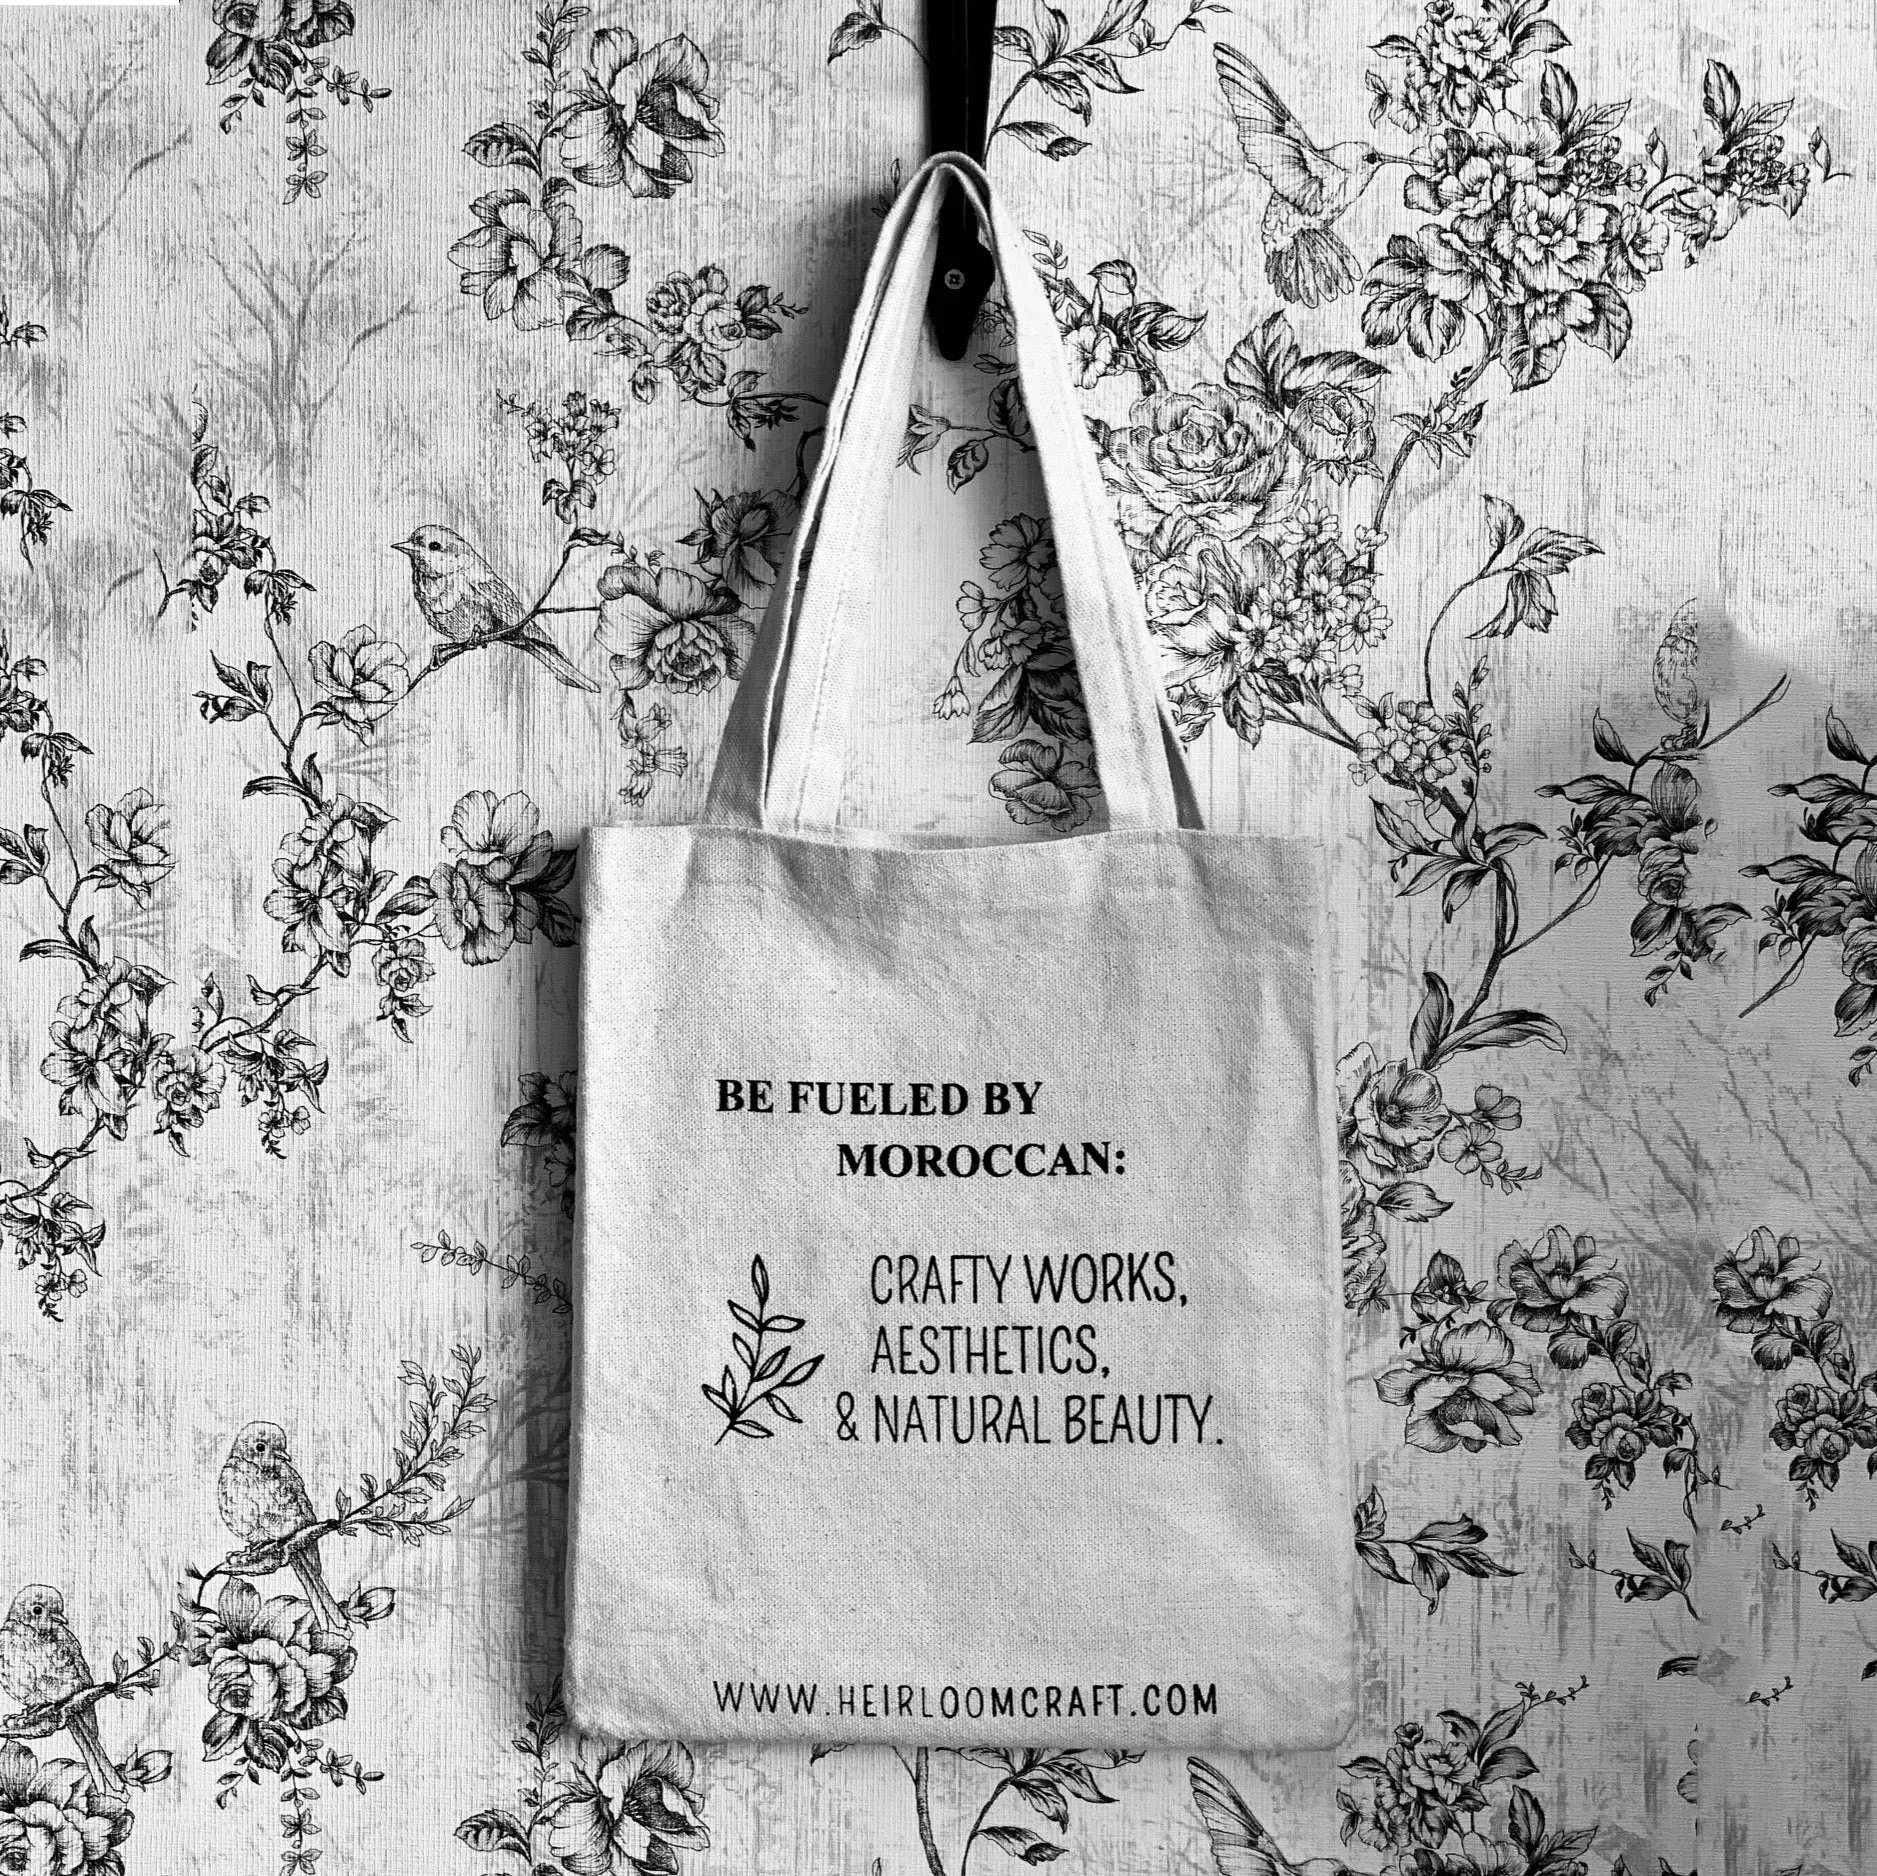 BE FUELED BY
MOROCCAN:
CRAFTY WORKS,
AESTHETICS,
& NATURAL BEAUTY.
WWW.HEIRLOOMCRAFT.COM